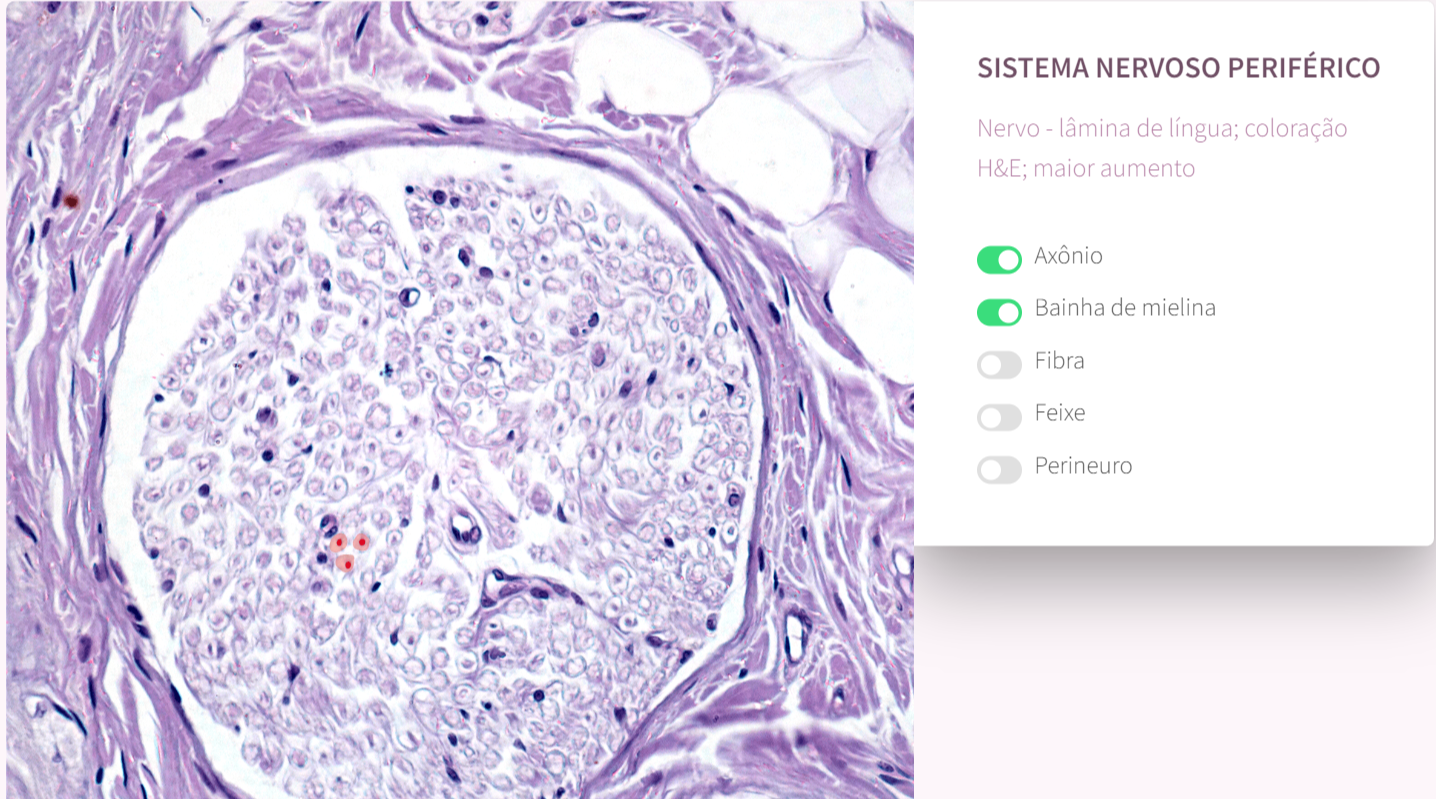 SISTEMA NERVOSO PERIFÉRICO
Nervo - lâmina de língua; coloração
H&E; maior aumento
Axônio
Bainha de mielina
Fibra
Feixe
Perineuro